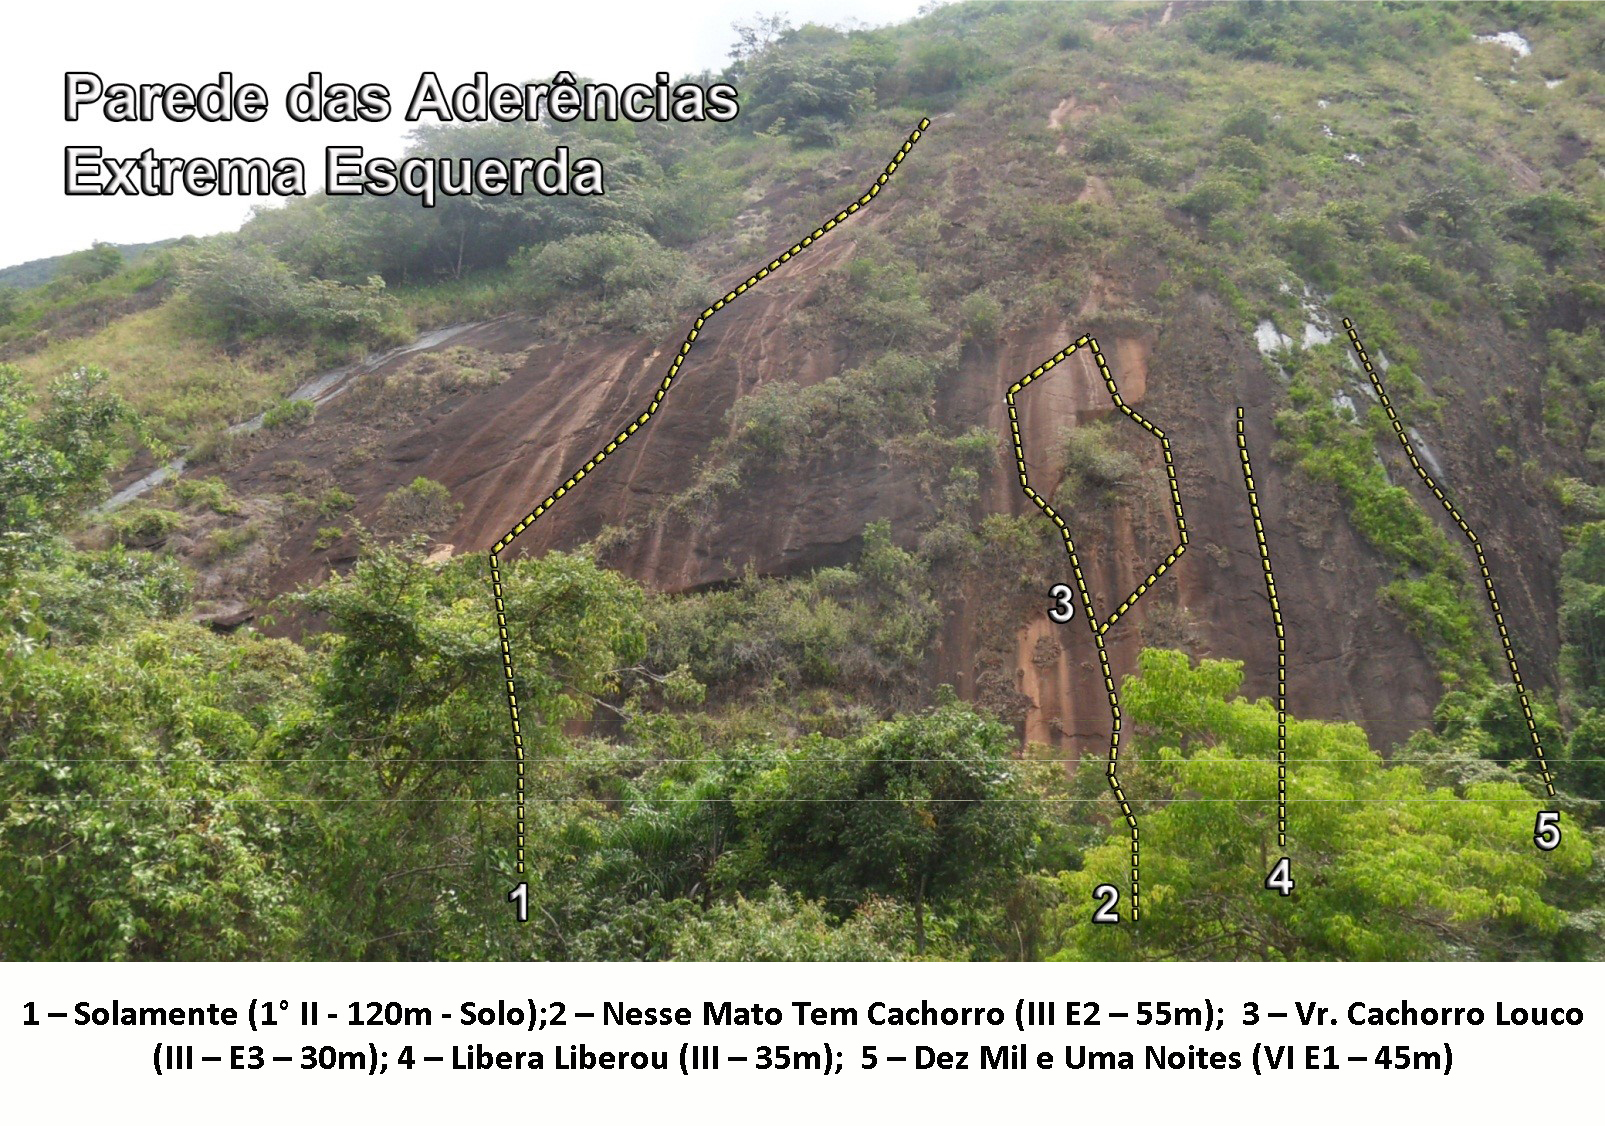 Parede das Aderências
Extrema Esquerda
3
5
4
1
2
1 – Solamente (1° II - 120m - Solo);2 – Nesse Mato Tem Cachorro (III E2 – 55m);  3 – Vr. Cachorro Louco
(III – E3 – 30m); 4 – Libera Liberou (III – 35m);  5 – Dez Mil e Uma Noites (VI E1 – 45m)